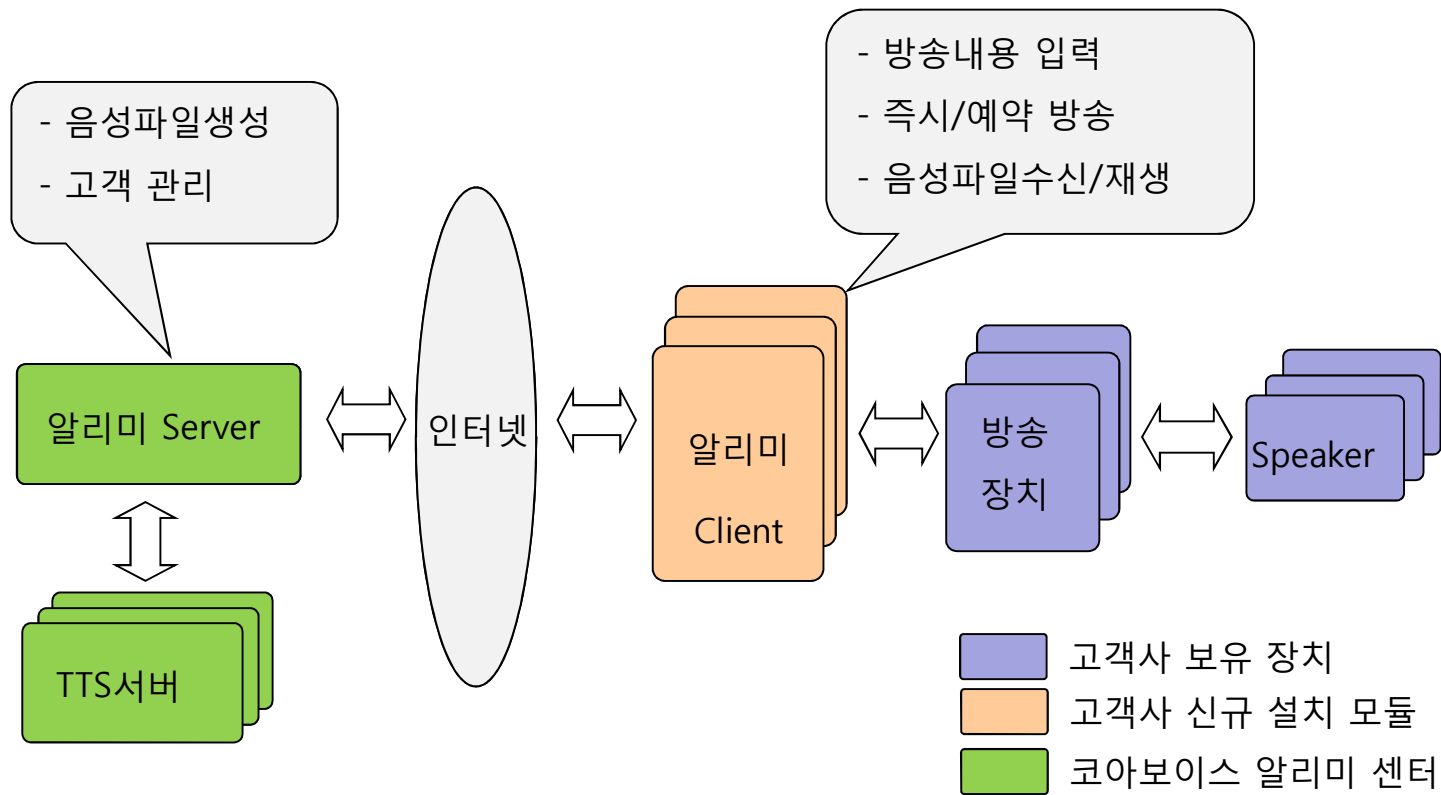 - 음성파일생성
- 고객 관리
- 방송내용 입력
- 즉시/예약 방송
- 음성파일수신/재생
알리미 Server
인터넷
알리미
Client
방송
장치
Speaker
TTS서버
고객사 보유 장치
고객사 신규 설치 모듈
코아보이스 알리미 센터